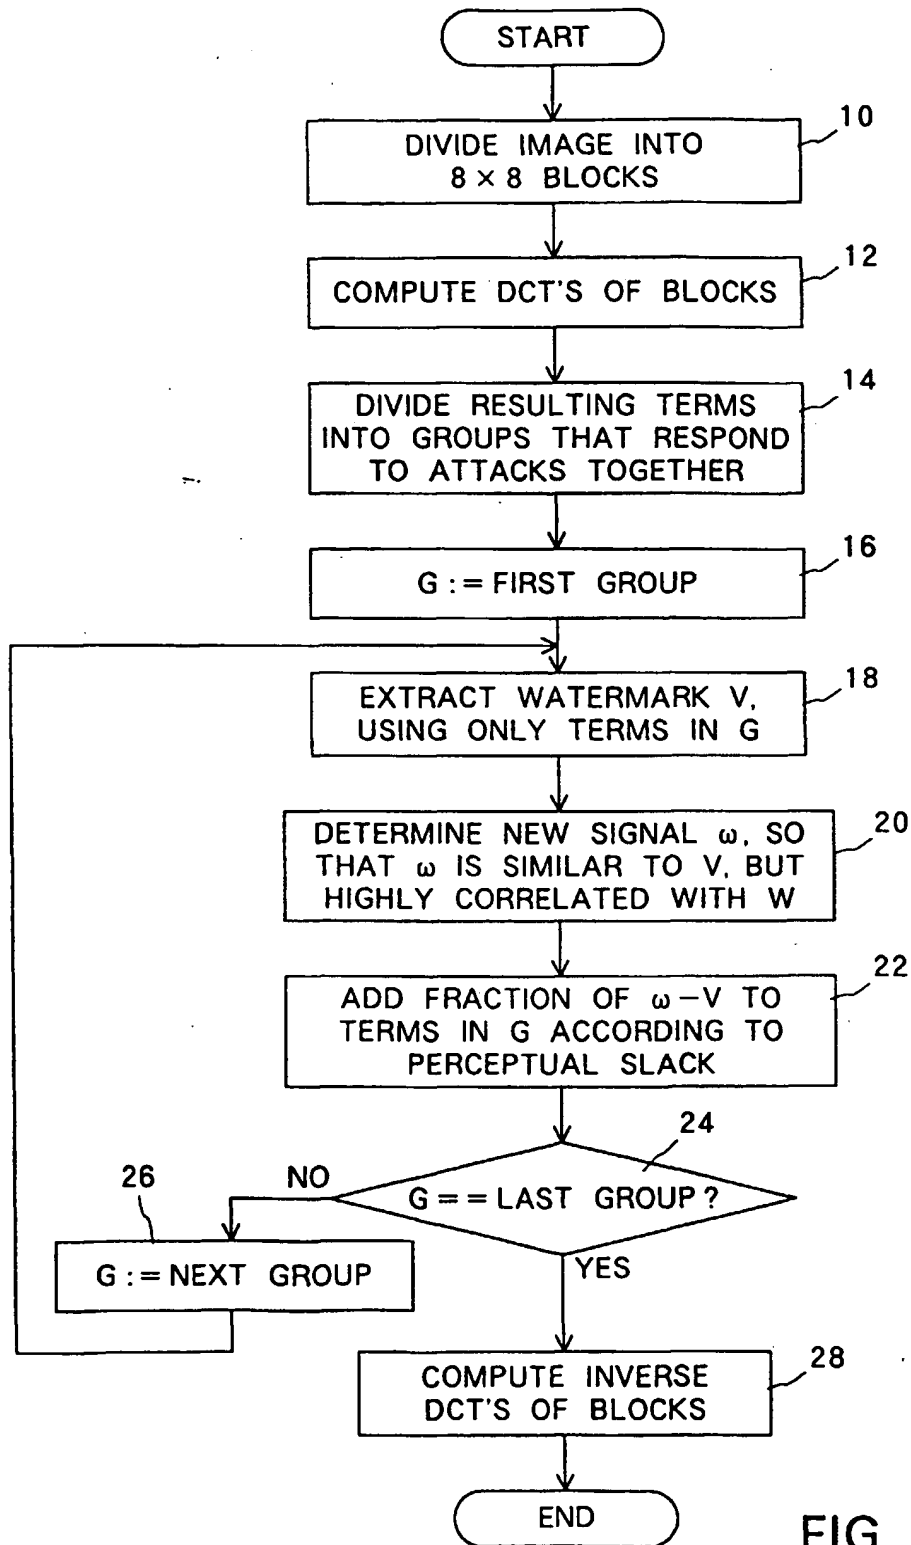 START
10
DIVIDE IMAGE INTO
8 × 8 BLOCKS
12
COMPUTE DCT'S OF BLOCKS
14
DIVIDE RESULTING TERMS
INTO GROUPS THAT RESPOND
TO ATTACKS TOGETHER
16
G := FIRST GROUP
18
EXTRACT WATERMARK V,
USING ONLY TERMS IN G
20
DETERMINE NEW SIGNAL ω, SO
THAT ω IS SIMILAR TO V, BUT
HIGHLY CORRELATED WITH W
22
ADD FRACTION OF ω−V TO
TERMS IN G ACCORDING TO
PERCEPTUAL SLACK
24
G == LAST GROUP?
NO
26
G := NEXT GROUP
YES
28
COMPUTE INVERSE
DCT'S OF BLOCKS
END
FIG